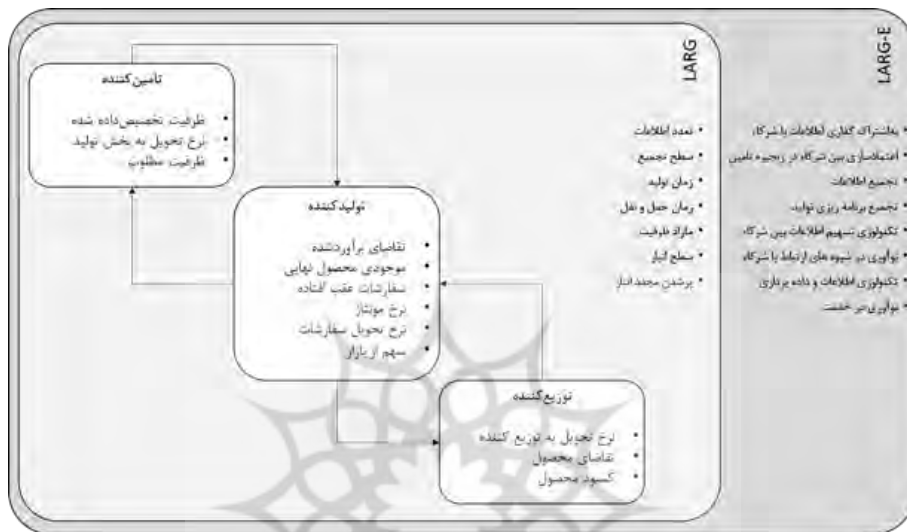 LARG-E
به‌اشتراک گذاری اطلاعات با شرکاء
اعتمادسازی بین شرکاء در زنجیره تامین
تجمیع اطلاعات
تجمیع برنامه ریزی تولید
تکنولوژی تسهیم اطلاعات بین شرکاء
نوآوری در شیوه های ارتباط با شرکاء
تکنولوژی اطلاعات و داده پردازی
نوآوری در خدمت
LARG
تعدد اطلاعات
سطح تجمیع
زمان تولید
زمان حمل و نقل
مازاد ظرفیت
سطح انبار
پرشدن مجدد انبار
تأمین‌کننده
ظرفیت تخصیص‌داده شده
نرخ تحویل به بخش تولید
ظرفیت مطلوب
تولیدکننده
تقاضای برآوردشده
موجودی محصول نهایی
سفارشات عقب افتاده
نرخ مونتاژ
نرخ تحویل سفارشات
سهم از بازار
توزیع‌کننده
نرخ تحویل به توزیع کننده
تقاضای محصول
کمبود محصول